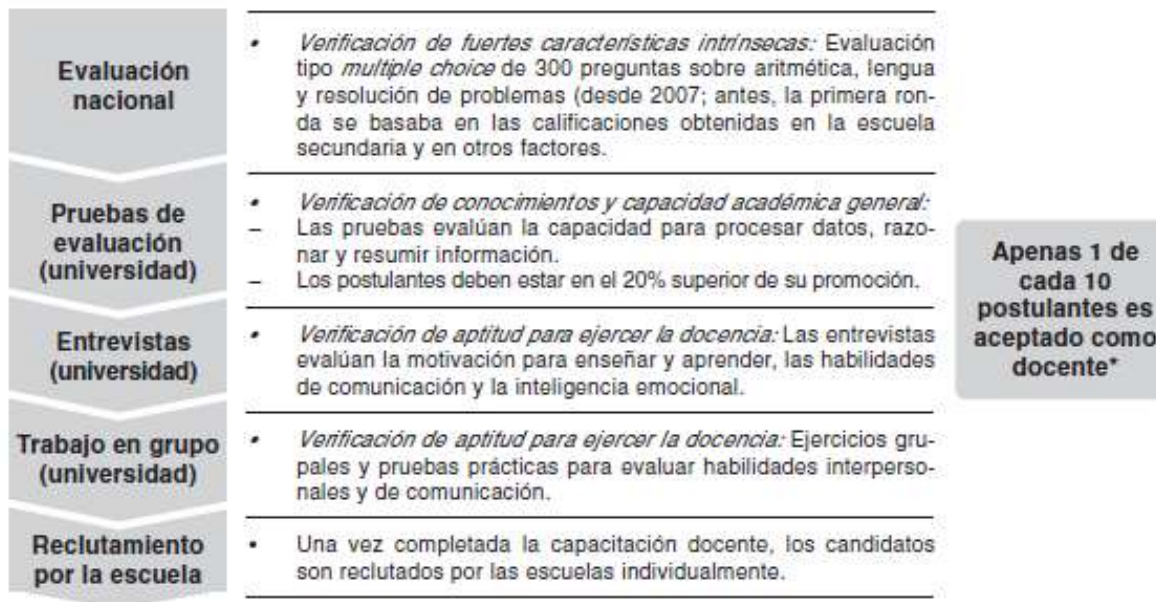 Evaluación
nacional
• Verificación de fuertes características intrínsecas: Evaluación
tipo multiple choice de 300 preguntas sobre aritmética, lengua
y resolución de problemas (desde 2007; antes, la primera ron-
da se basaba en las calificaciones obtenidas en la escuela
secundaria y en otros factores.
Pruebas de
evaluación
(universidad)
• Verificación de conocimientos y capacidad académica general:
– Las pruebas evalúan la capacidad para procesar datos, razo-
nar y resumir información.
– Los postulantes deben estar en el 20% superior de su promoción.
Entrevistas
(universidad)
• Verificación de aptitud para ejercer la docencia: Las entrevistas
evalúan la motivación para enseñar y aprender, las habilidades
de comunicación y la inteligencia emocional.
Trabajo en grupo
(universidad)
• Verificación de aptitud para ejercer la docencia: Ejercicios gru-
pales y pruebas prácticas para evaluar habilidades interperso-
nales y de comunicación.
Reclutamiento
por la escuela
• Una vez completada la capacitación docente, los candidatos
son reclutados por las escuelas individualmente.
Apenas 1 de
cada 10
postulantes es
aceptado como
docente*